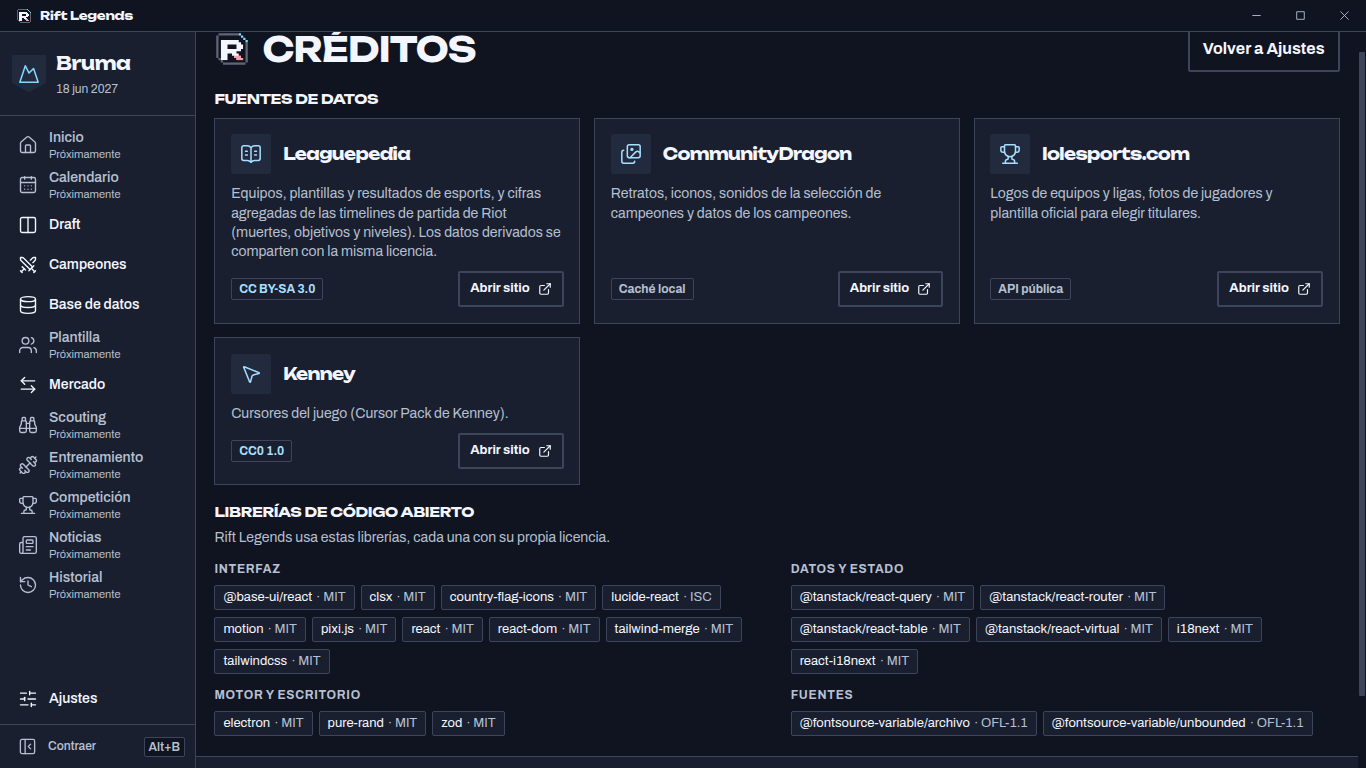 Rift Legends
Bruma
18 jun 2027
Inicio
Próximamente
Calendario
Próximamente
Draft
Campeones
Base de datos
Plantilla
Próximamente
Mercado
Scouting
Próximamente
Entrenamiento
Próximamente
Competición
Próximamente
Noticias
Próximamente
Historial
Próximamente
Ajustes
Contraer Alt+B
CRÉDITOS
Volver a Ajustes
FUENTES DE DATOS
Leaguepedia
Equipos, plantillas y resultados de esports, y cifras
agregadas de las timelines de partida de Riot
(muertes, objetivos y niveles). Los datos derivados se
comparten con la misma licencia.
CC BY-SA 3.0 Abrir sitio
CommunityDragon
Retratos, iconos, sonidos de la selección de
campeones y datos de los campeones.
Caché local Abrir sitio
lolesports.com
Logos de equipos y ligas, fotos de jugadores y
plantilla oficial para elegir titulares.
API pública Abrir sitio
Kenney
Cursores del juego (Cursor Pack de Kenney).
CC0 1.0 Abrir sitio
LIBRERÍAS DE CÓDIGO ABIERTO
Rift Legends usa estas librerías, cada una con su propia licencia.
INTERFAZ
@base-ui/react · MIT clsx · MIT country-flag-icons · MIT lucide-react · ISC
motion · MIT pixi.js · MIT react · MIT react-dom · MIT tailwind-merge · MIT
tailwindcss · MIT
DATOS Y ESTADO
@tanstack/react-query · MIT @tanstack/react-router · MIT
@tanstack/react-table · MIT @tanstack/react-virtual · MIT i18next · MIT
react-i18next · MIT
MOTOR Y ESCRITORIO
electron · MIT pure-rand · MIT zod · MIT
FUENTES
@fontsource-variable/archivo · OFL-1.1 @fontsource-variable/unbounded · OFL-1.1